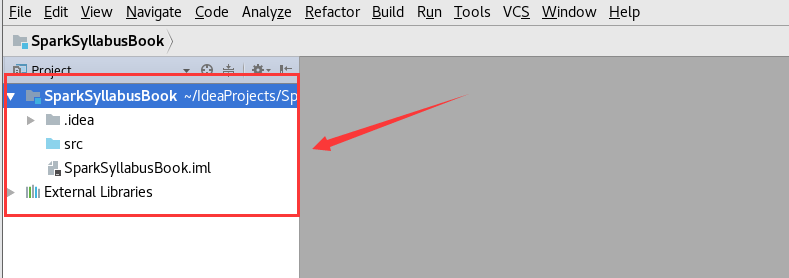 File Edit View Navigate Code Analyze Refactor Build Run Tools VCS Window Help
SparkSyllabusBook
Project
SparkSyllabusBook ~/IdeaProjects/Sp
.idea
src
SparkSyllabusBook.iml
External Libraries